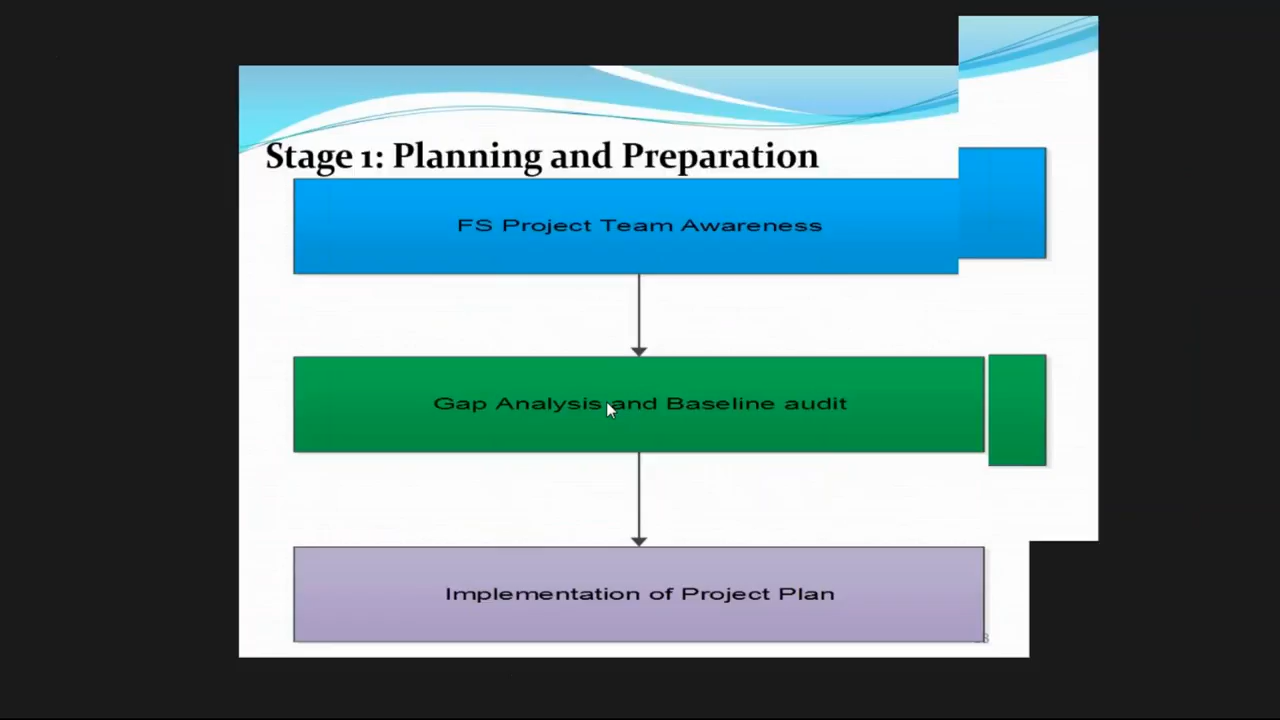 Stage 1: Planning and Preparation
FS Project Team Awareness
Gap Analysis and Baseline audit
Implementation of Project Plan